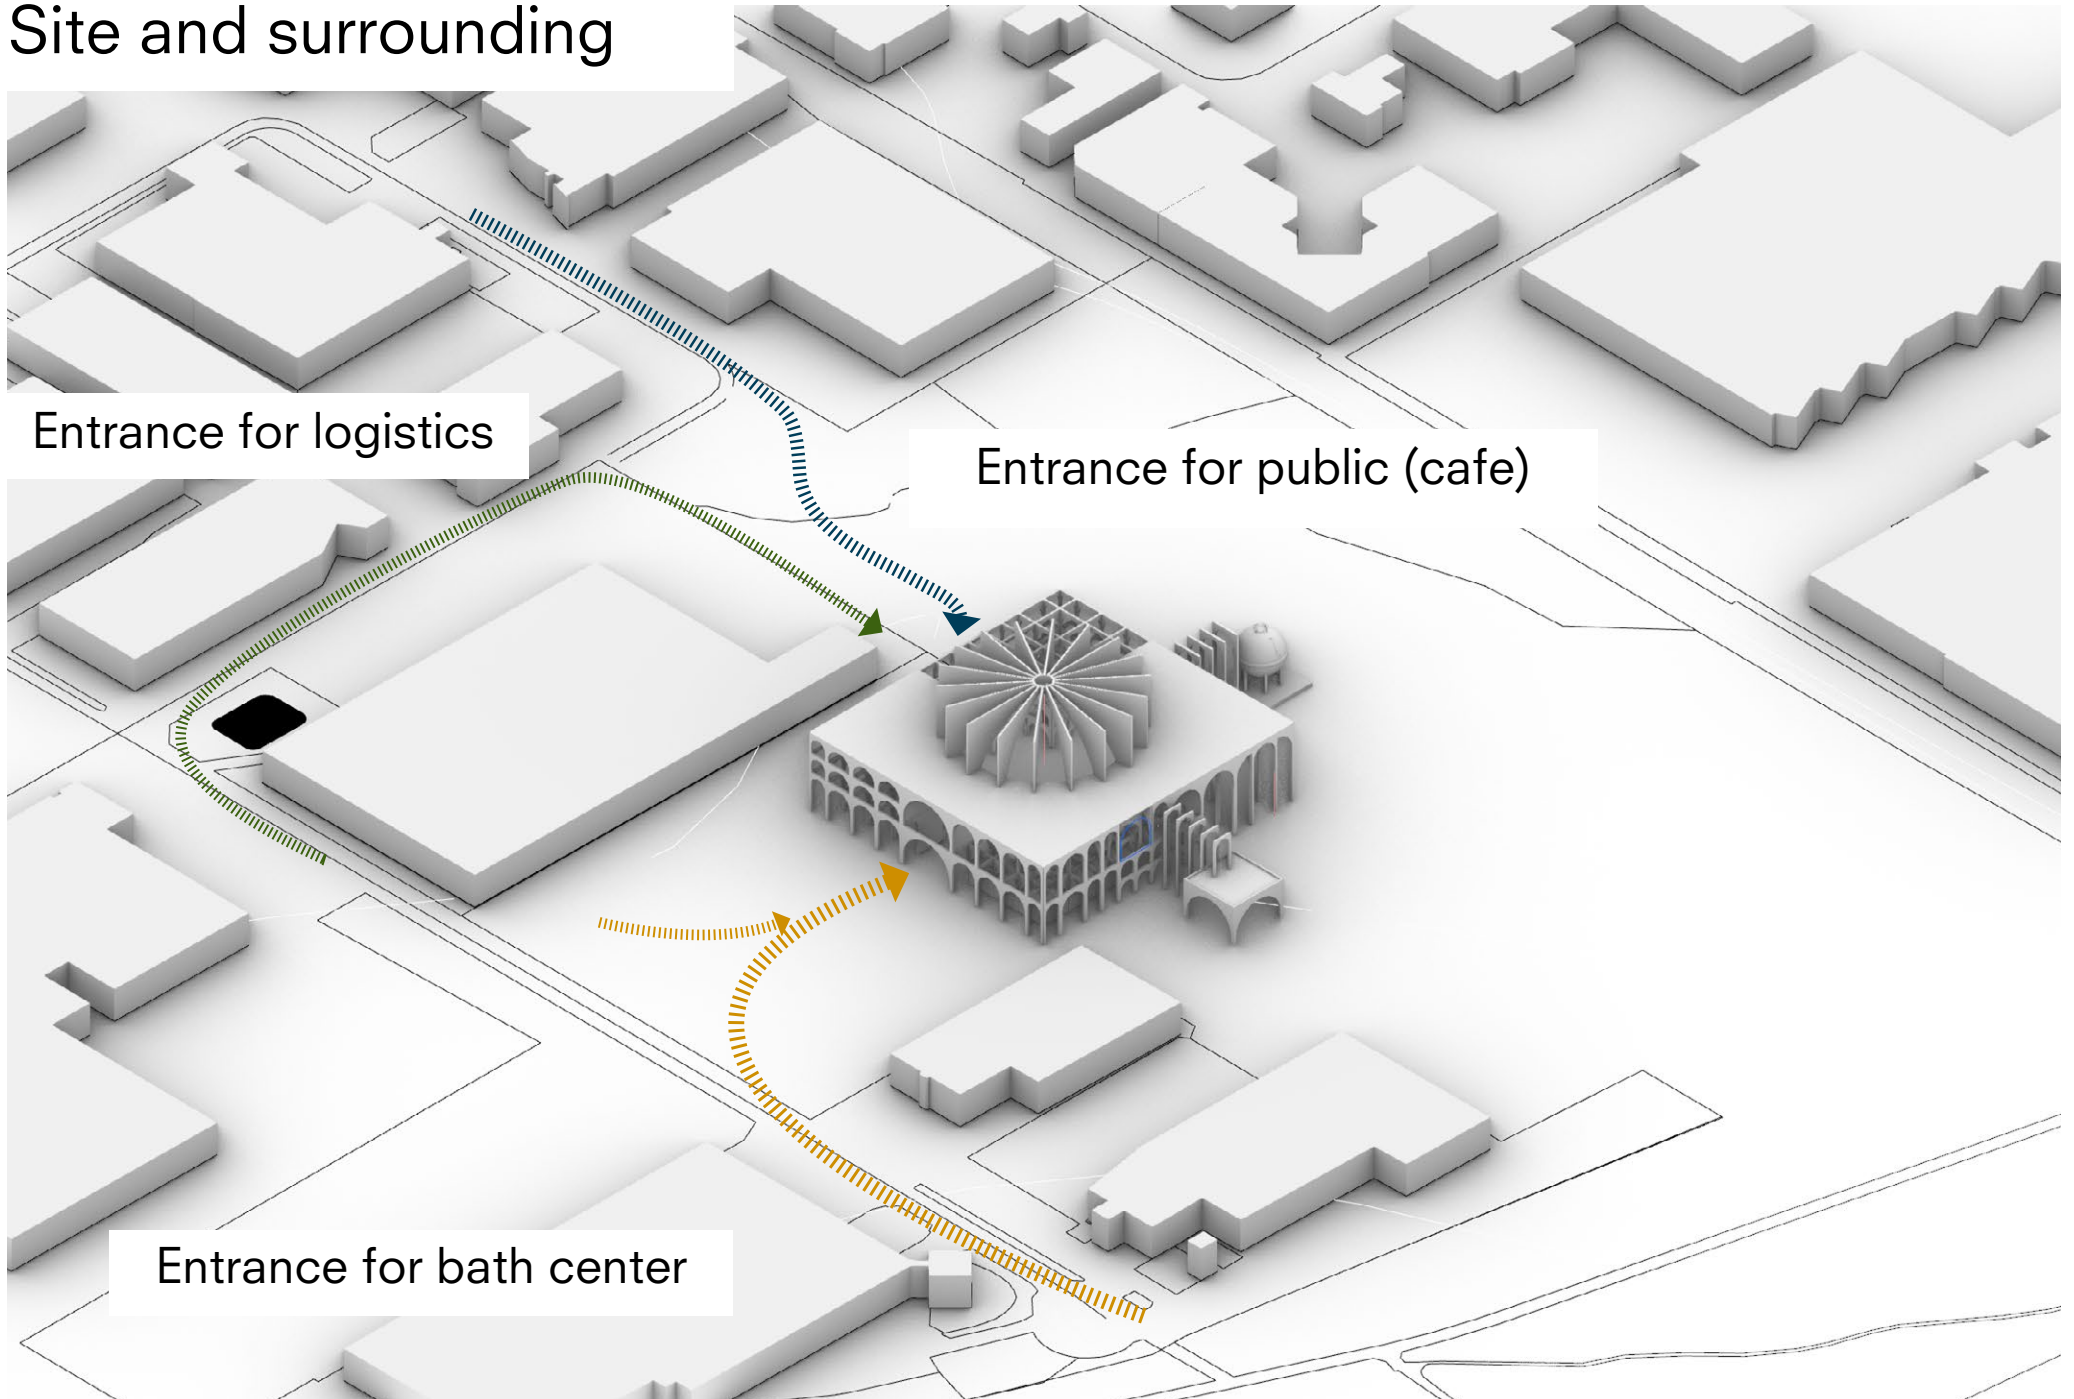 Site and surrounding
Entrance for logistics
Entrance for public (cafe)
Entrance for bath center